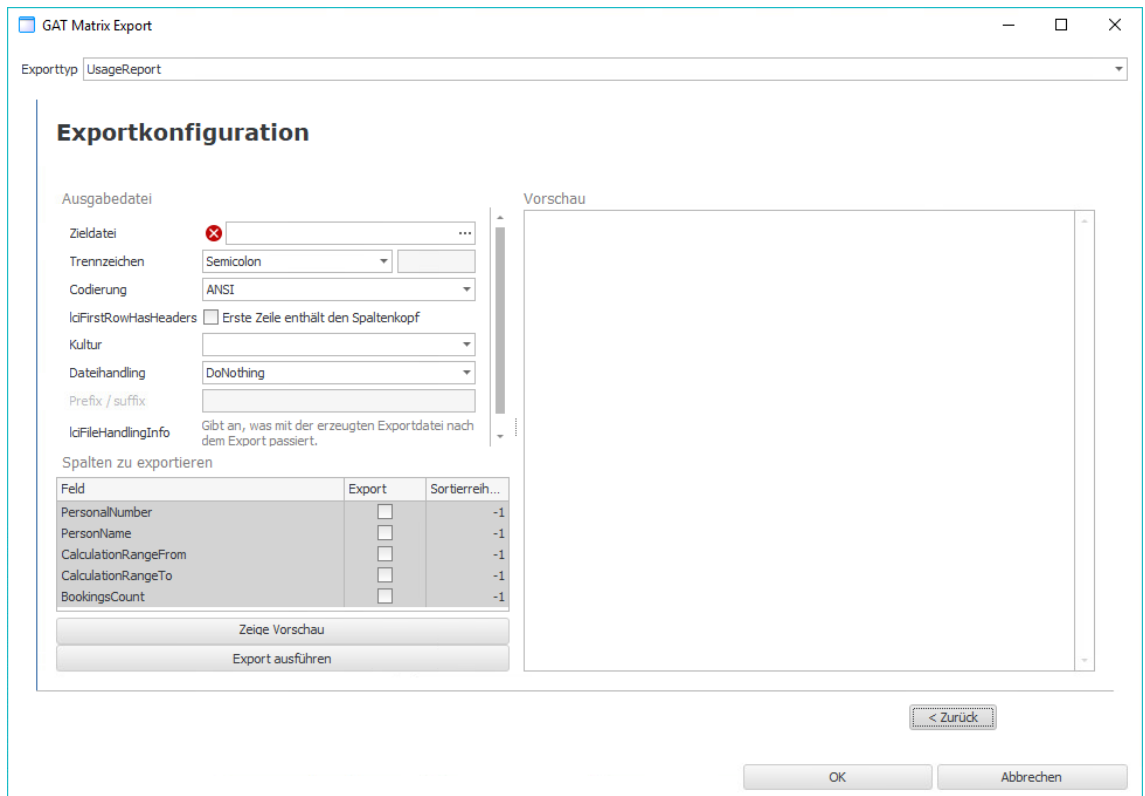 GAT Matrix Export
Exporttyp UsageReport
Exportkonfiguration
Ausgabedatei
Zieldatei ...
Trennzeichen Semicolon
Codierung ANSI
lciFirstRowHasHeaders Erste Zeile enthält den Spaltenkopf
Kultur
Dateihandling DoNothing
Prefix / suffix
lciFileHandlingInfo Gibt an, was mit der erzeugten Exportdatei nach
dem Export passiert.
Spalten zu exportieren
Feld Export Sortierreih...
PersonalNumber -1
PersonName -1
CalculationRangeFrom -1
CalculationRangeTo -1
BookingsCount -1
Zeige Vorschau
Export ausführen
Vorschau
< Zurück
OK Abbrechen